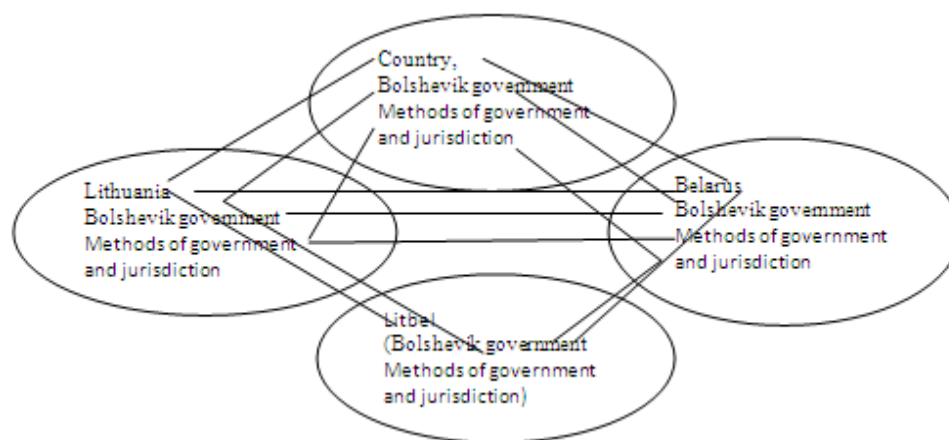 Country,
Bolshevik government
Methods of government
and jurisdiction
Lithuania
Bolshevik government
Methods of government
and jurisdiction
Belarus
Bolshevik government
Methods of government
and jurisdiction
Litbel
(Bolshevik government
Methods of government
and jurisdiction)